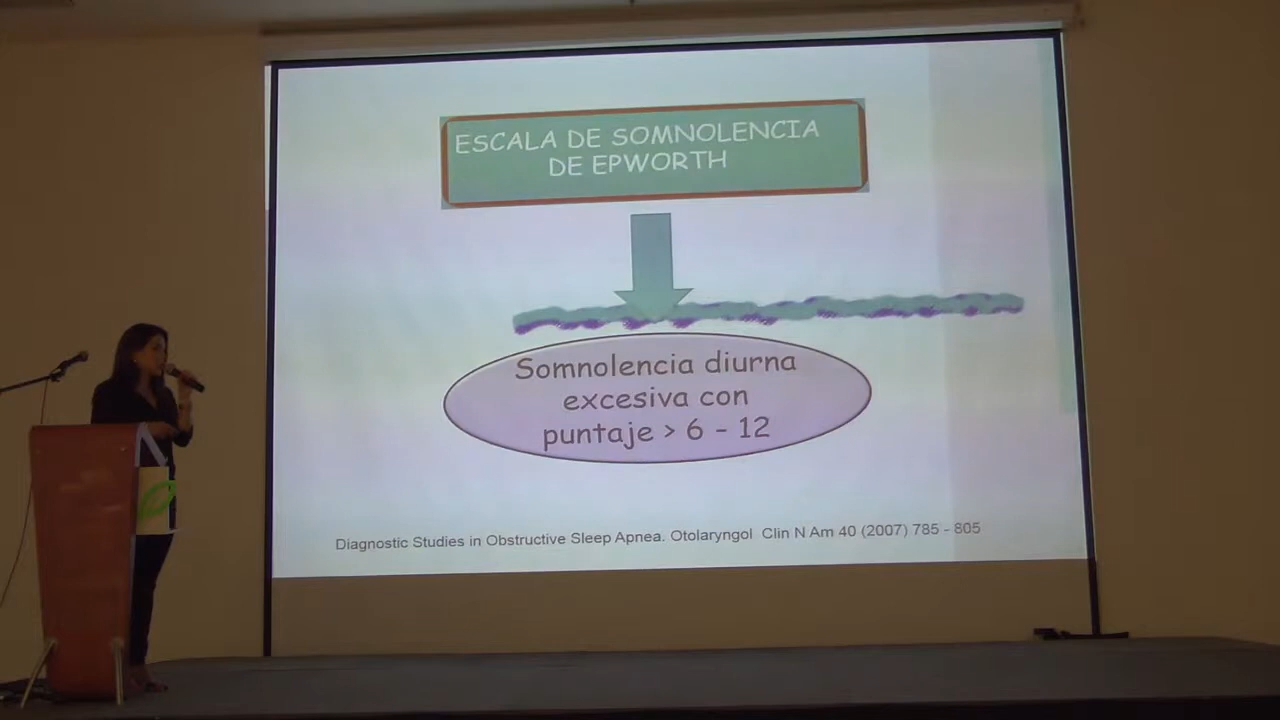 ESCALA DE SOMNOLENCIA
DE EPWORTH
Somnolencia diurna
excesiva con
puntaje > 6 - 12
Diagnostic Studies in Obstructive Sleep Apnea. Otolaryngol Clin N Am 40 (2007) 785 - 805